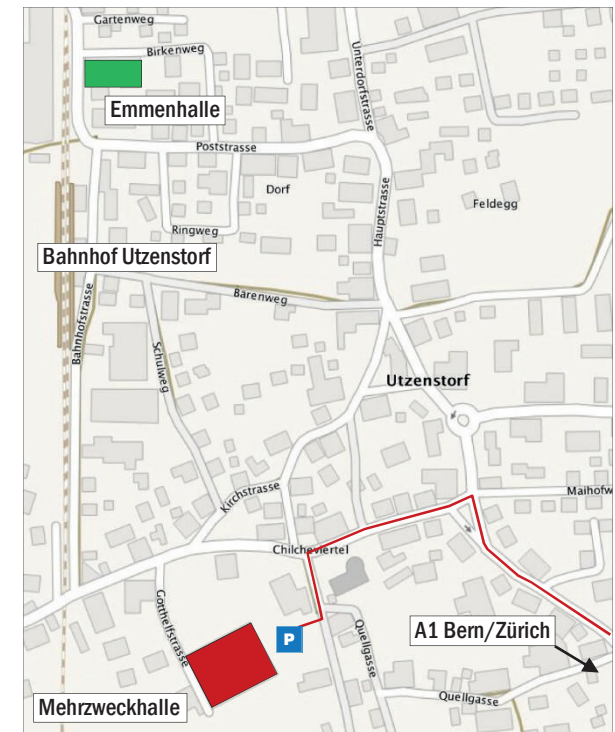 Gartenweg
Birkenweg
Unterdorfstrasse
Emmenhalle
Poststrasse
Dorf
Feldegg
Hauptstrasse
Ringweg
Bahnhof Utzenstorf
Bärenweg
Bahnhofstrasse
Schulweg
Utzenstorf
Kirchstrasse
Maihofw
Chilcheviertel
Gotthelfstrasse
P
Quellgasse
A1 Bern/Zürich
Quellgasse
Mehrzweckhalle